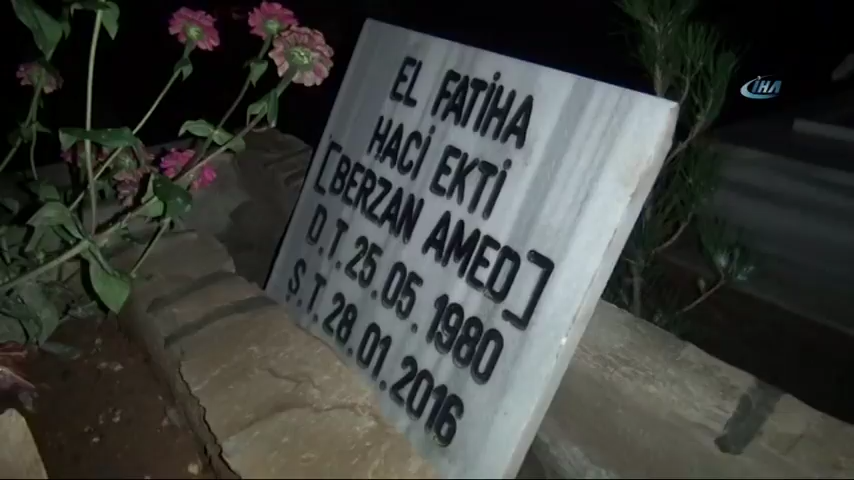 EL FATİHA
HACİ EKTİ
[BERZAN AMED]
D.T.25.05.1980
Ş.T.28.01.2016
İHA